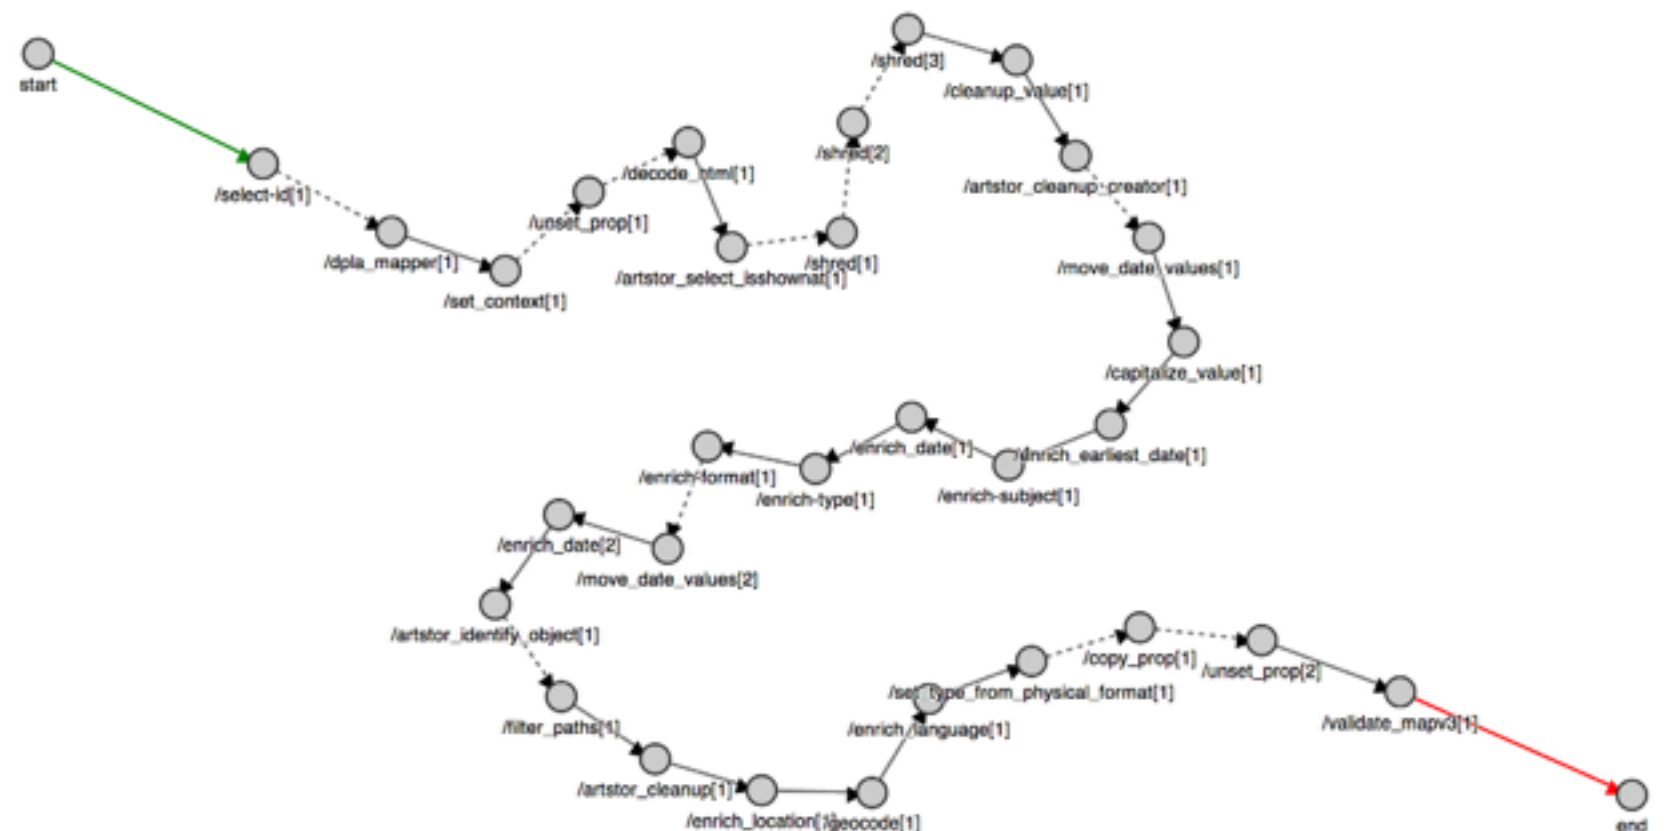 start
/select-id[1]
/dpla_mapper[1]
/set_context[1]
/unset_prop[1]
/decode_html[1]
/artstor_select_isshownat[1]
/shred[1]
/shred[2]
/shred[3]
/cleanup_value[1]
/artstor_cleanup_creator[1]
/move_date_values[1]
/capitalize_value[1]
/enrich_earliest_date[1]
/enrich-subject[1]
/enrich_date[1]
/enrich-type[1]
/enrich-format[1]
/move_date_values[2]
/enrich_date[2]
/artstor_identify_object[1]
/filter_paths[1]
/artstor_cleanup[1]
/enrich_location[1]
/geocode[1]
/enrich_language[1]
/set_type_from_physical_format[1]
/copy_prop[1]
/unset_prop[2]
/validate_mapv3[1]
end